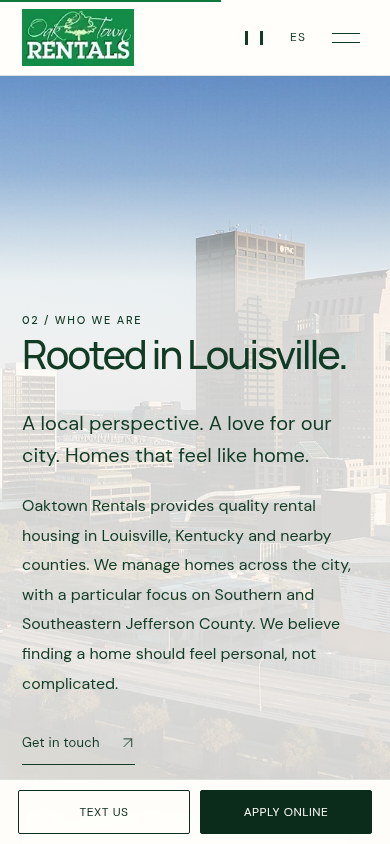 Oak Town
RENTALS
ES
PNC
02 / WHO WE ARE
Rooted in Louisville.
A local perspective. A love for our
city. Homes that feel like home.
Oaktown Rentals provides quality rental
housing in Louisville, Kentucky and nearby
counties. We manage homes across the city,
with a particular focus on Southern and
Southeastern Jefferson County. We believe
finding a home should feel personal, not
complicated.
Get in touch
TEXT US
APPLY ONLINE